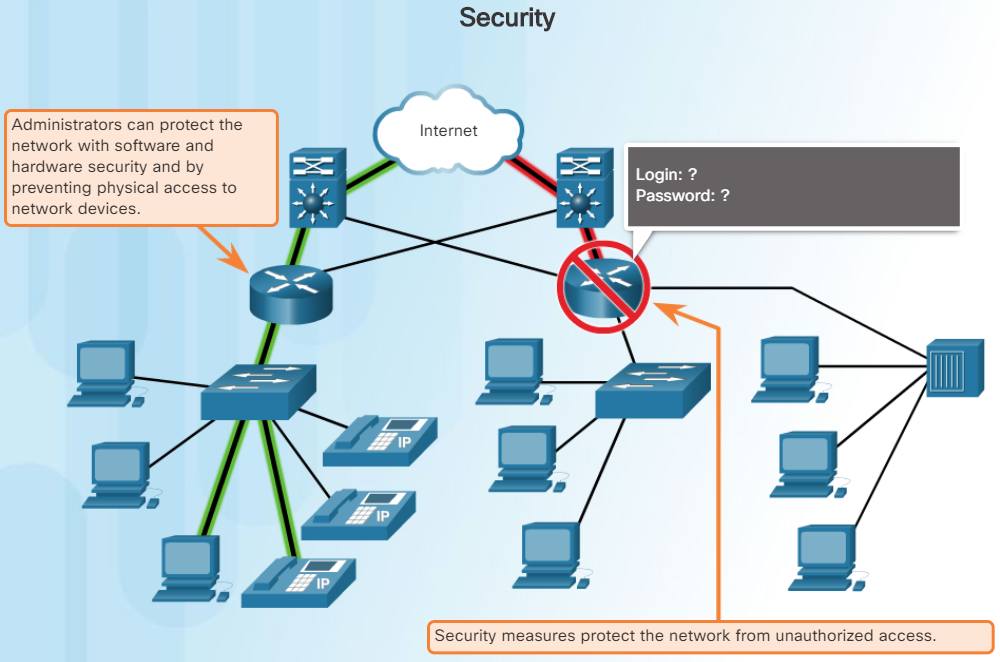 Security
Internet
Administrators can protect the
network with software and
hardware security and by
preventing physical access to
network devices.
Login: ?
Password: ?
IP
IP
IP
Security measures protect the network from unauthorized access.